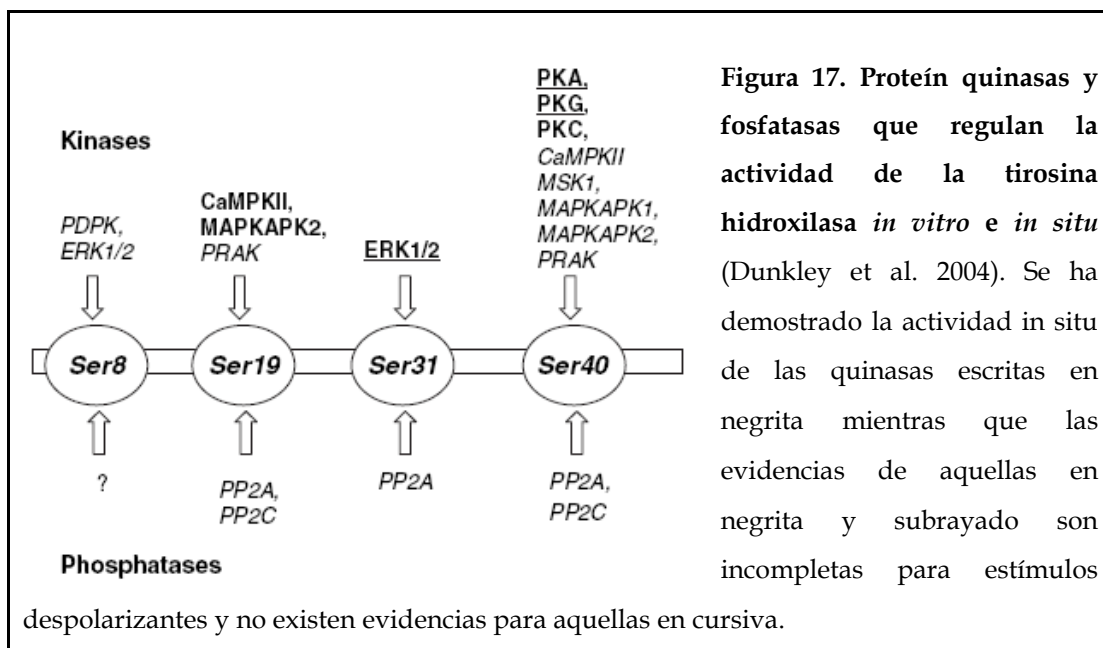 Kinases
PDPK,
ERK1/2
CaMPKII,
MAPKAPK2,
PRAK
ERK1/2
PKA,
PKG,
PKC,
CaMPKII
MSK1,
MAPKAPK1,
MAPKAPK2,
PRAK
Ser8
Ser19
Ser31
Ser40
?
PP2A,
PP2C
PP2A
PP2A,
PP2C
Phosphatases
Figura 17. Proteín quinasas y
fosfatasas que regulan la
actividad de la tirosina
hidroxilasa in vitro e in situ
(Dunkley et al. 2004). Se ha
demostrado la actividad in situ
de las quinasas escritas en
negrita mientras que las
evidencias de aquellas en
negrita y subrayado son
incompletas para estímulos
despolarizantes y no existen evidencias para aquellas en cursiva.